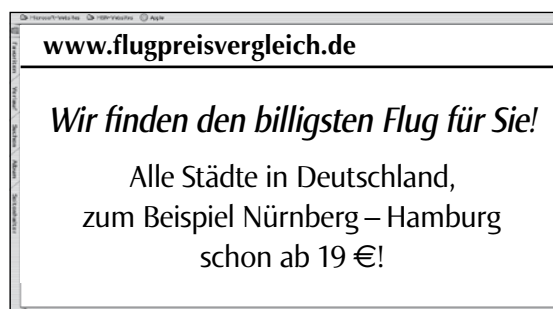 www.flugpreisvergleich.de
Wir finden den billigsten Flug für Sie!
Alle Städte in Deutschland,
zum Beispiel Nürnberg – Hamburg
schon ab 19 €!